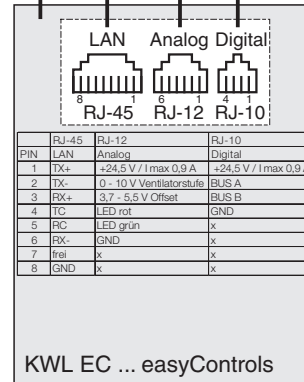 LAN Analog Digital
8 1 6 1 4 1
RJ-45 RJ-12 RJ-10
RJ-45 RJ-12 RJ-10
PIN LAN Analog Digital
1 TX+ +24,5 V / I max 0,9 A +24,5 V / I max 0,9 A
2 TX- 0 - 10 V Ventilatorstufe BUS A
3 RX+ 3,7 - 5,5 V Offset BUS B
4 TC LED rot GND
5 RC LED grün x
6 RX- GND x
7 frei x x
8 GND x x
KWL EC ... easyControls